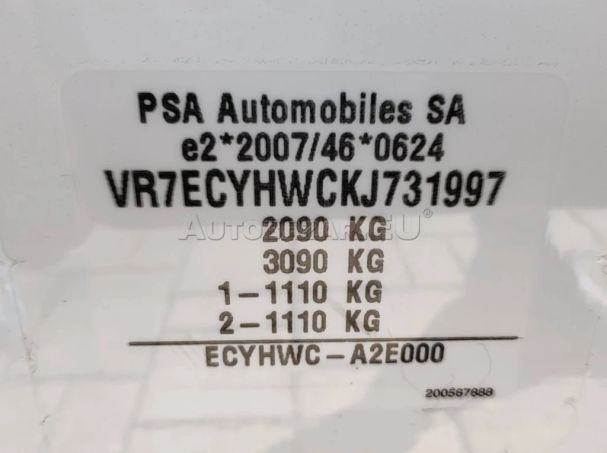 PSA Automobiles SA
e2*2007/46*0624
VR7ECYHWCKJ731997
2090 KG
3090 KG
1-1110 KG
2-1110 KG
ECYHWC-A2E000
200567888